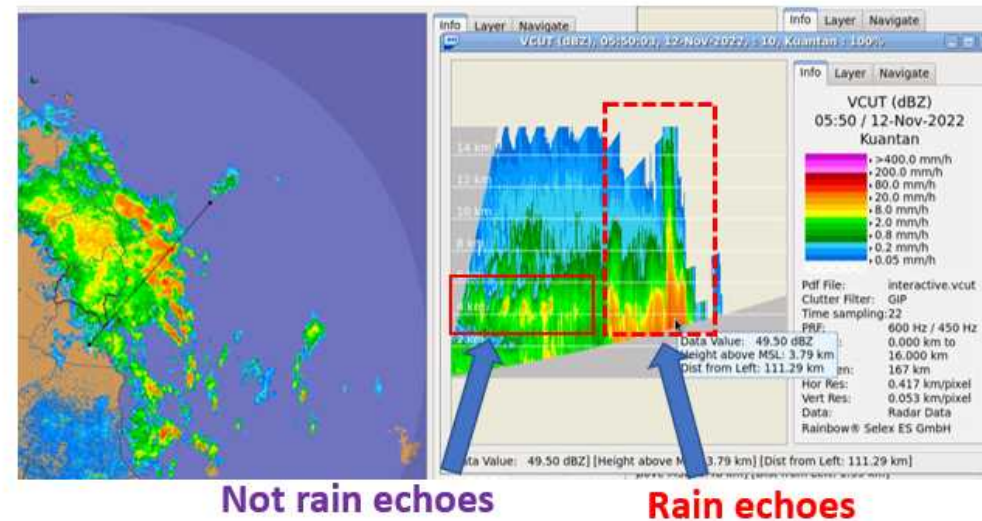 Info Layer Navigate
Info Layer Navigate
VCUT (dBZ), 05:50:03, 12-Nov-2022, : 10, Kuantan : 100%
Info Layer Navigate
VCUT (dBZ)
05:50 / 12-Nov-2022
Kuantan
>400.0 mm/h
200.0 mm/h
80.0 mm/h
20.0 mm/h
8.0 mm/h
2.0 mm/h
0.8 mm/h
0.2 mm/h
0.05 mm/h
14 km
12 km
10 km
8 km
4 km
2 km
Pdf File: interactive.vcut
Clutter Filter: GIP
Time sampling: 22
PRF: 600 Hz / 450 Hz
0.000 km to
16.000 km
167 km
Hor Res: 0.417 km/pixel
Vert Res: 0.053 km/pixel
Data: Radar Data
Rainbow® Selex ES GmbH
Data Value: 49.50 dBZ
Height above MSL: 3.79 km
Dist from Left: 111.29 km
Value: 49.50 dBZ] [Height above 3.79 km] [Dist from Left: 111.29 km]
Not rain echoes
Rain echoes